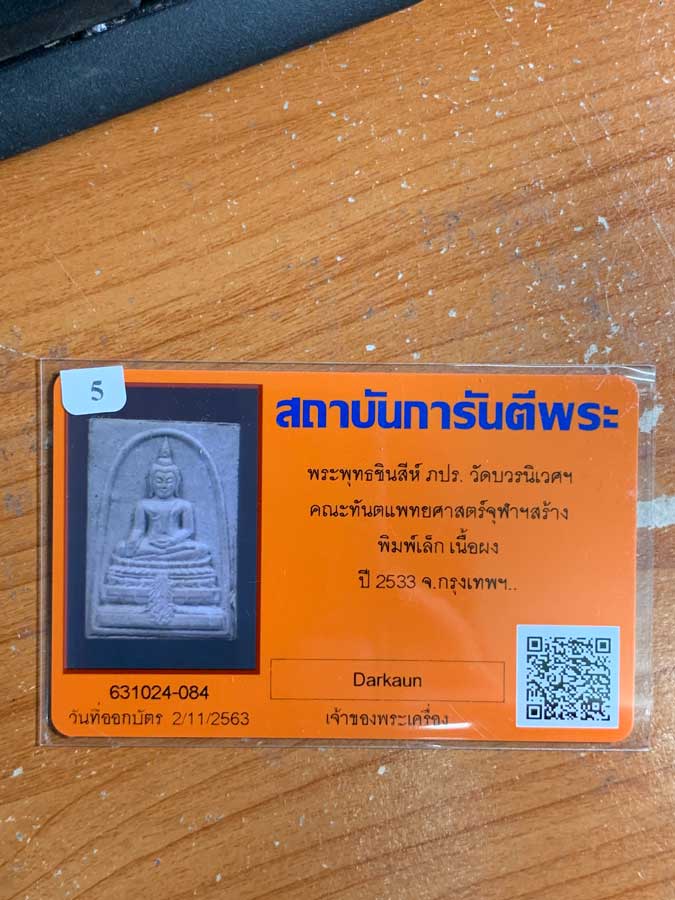 5
สถาบันการันตีพระ
พระพุทธชินสีห์ ภปร. วัดบวรนิเวศฯ
คณะทันตแพทยศาสตร์จุฬาฯสร้าง
พิมพ์เล็ก เนื้อผง
ปี 2533 จ.กรุงเทพฯ..
631024-084
วันที่ออกบัตร 2/11/2563
Darkaun
เจ้าของพระเครื่อง